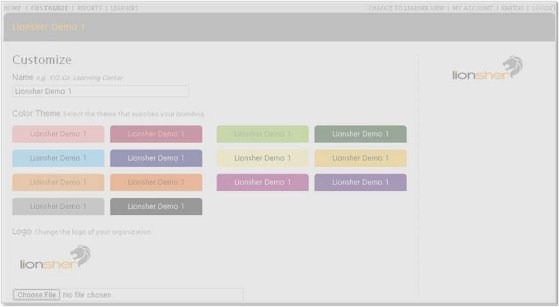 HOME | CUSTOMIZE | REPORTS | LEARNERS
CHANGE TO LEARNER VIEW | MY ACCOUNT | CART(0) | LOGOUT
Lionsher Demo 1
Customize
lionsher
Name e.g. XYZ Co. Learning Center
Lionsher Demo 1
Color Theme Select the theme that matches your branding
Lionsher Demo 1 Lionsher Demo 1 Lionsher Demo 1 Lionsher Demo 1
Lionsher Demo 1 Lionsher Demo 1 Lionsher Demo 1 Lionsher Demo 1
Lionsher Demo 1 Lionsher Demo 1 Lionsher Demo 1 Lionsher Demo 1
Lionsher Demo 1 Lionsher Demo 1
Logo Change the logo of your organization
lionsher
Choose File No file chosen